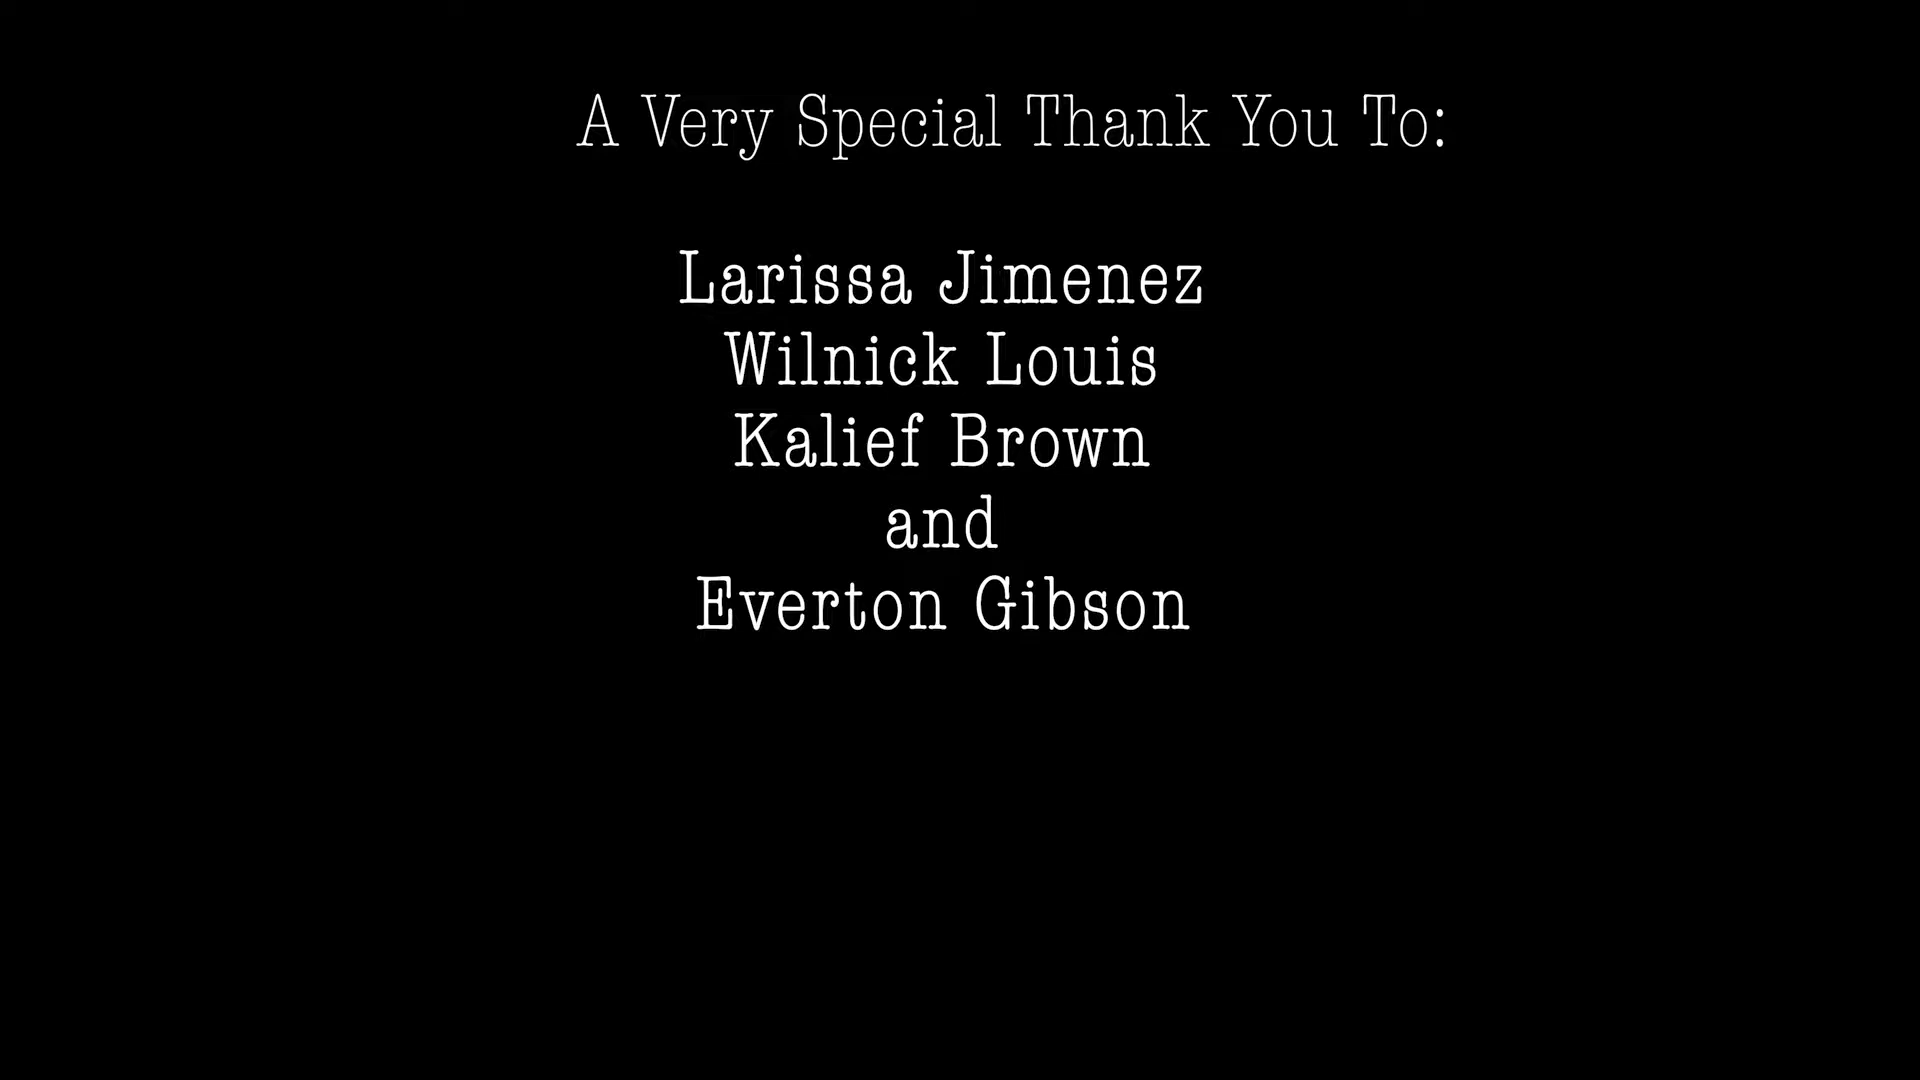 A Very Special Thank You To:
Larissa Jimenez
Wilnick Louis
Kalief Brown
and
Everton Gibson